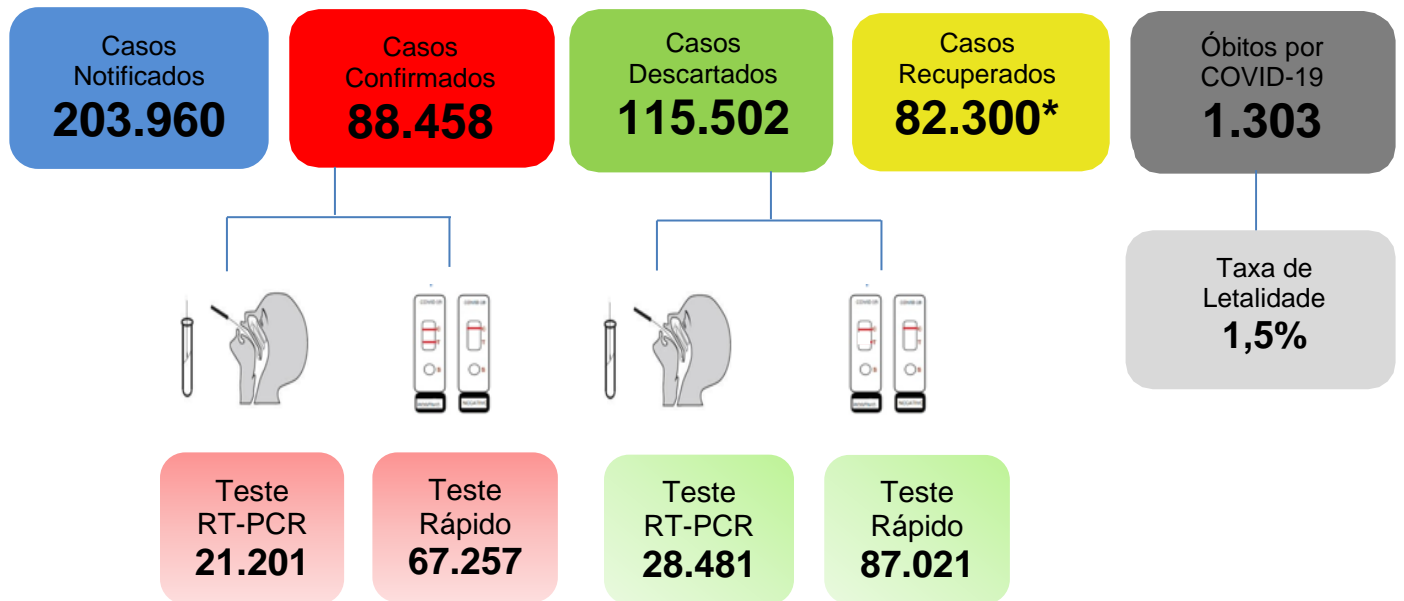 Casos
Notificados
203.960
Casos
Confirmados
88.458
Casos
Descartados
115.502
Casos
Recuperados
82.300*
Óbitos por
COVID-19
1.303
Taxa de
Letalidade
1,5%
Teste
RT-PCR
21.201
Teste
Rápido
67.257
Teste
RT-PCR
28.481
Teste
Rápido
87.021